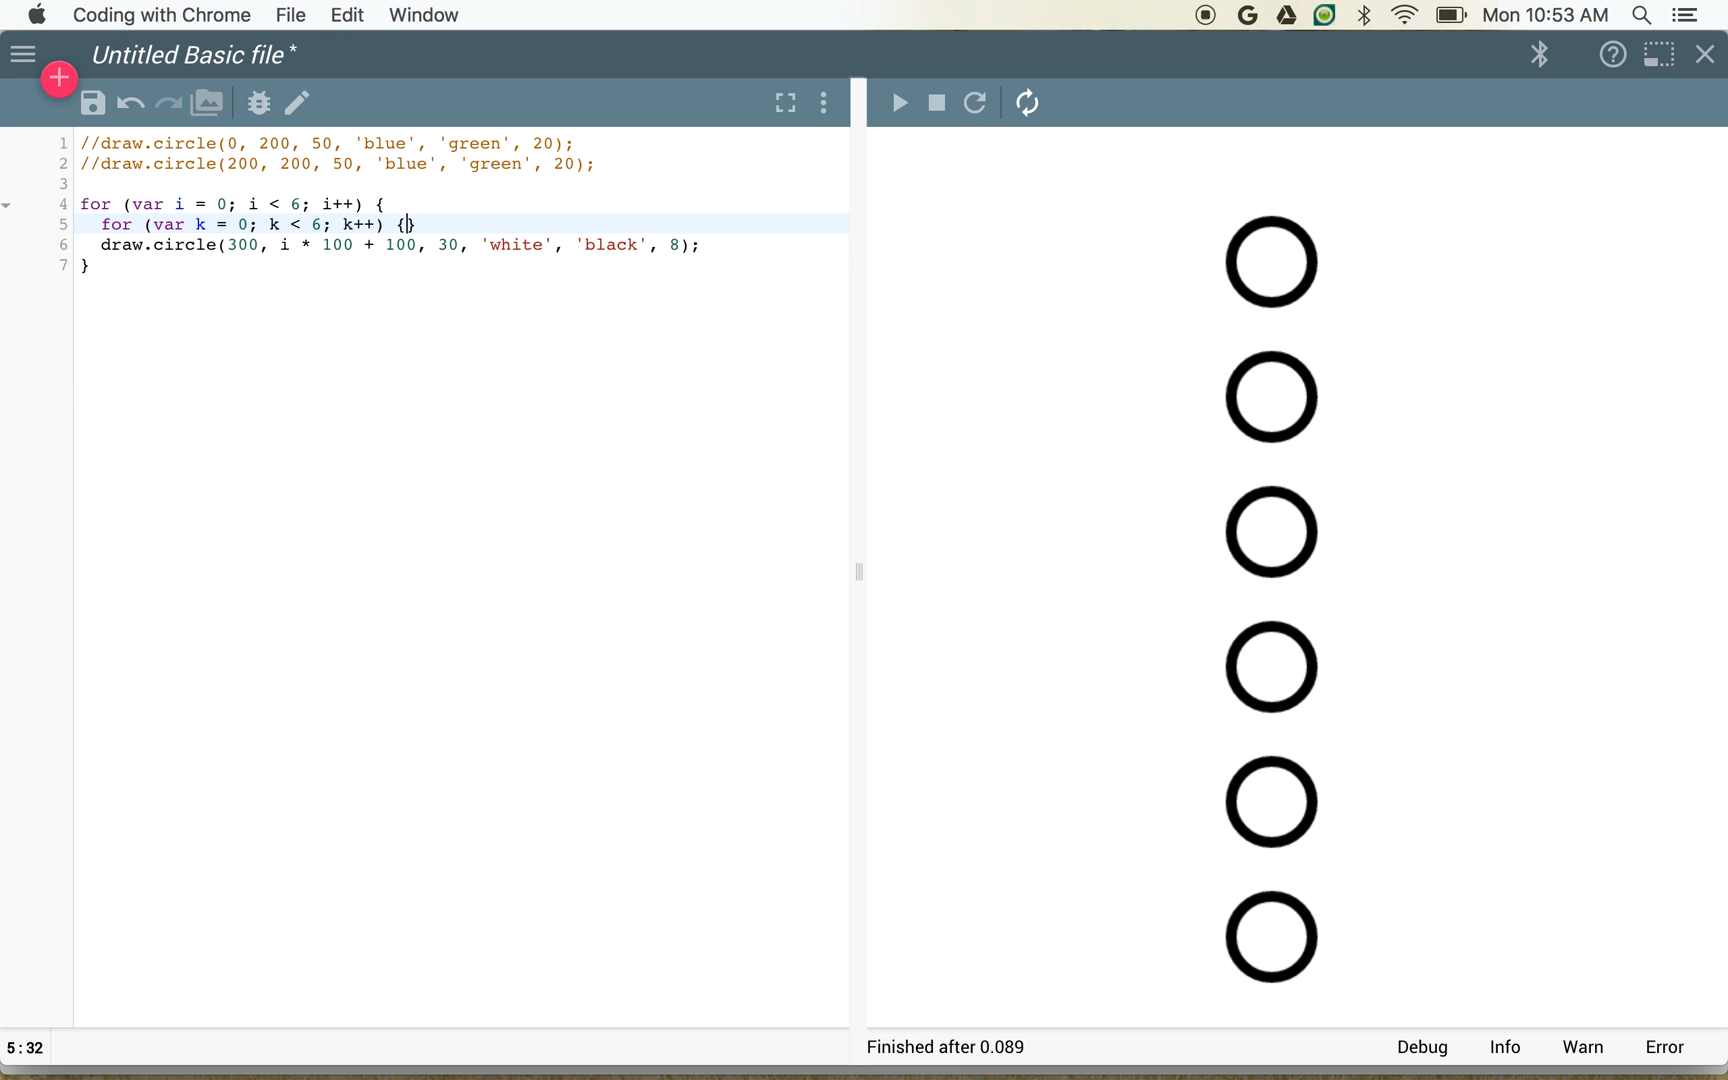 Coding with Chrome File Edit Window Mon 10:53 AM
Untitled Basic file*
1 //draw.circle(0, 200, 50, 'blue', 'green', 20);
2 //draw.circle(200, 200, 50, 'blue', 'green', 20);
3
4 for (var i = 0; i < 6; i++) {
5 for (var k = 0; k < 6; k++) {}
6 draw.circle(300, i * 100 + 100, 30, 'white', 'black', 8);
7 }
5:32 Finished after 0.089 Debug Info Warn Error